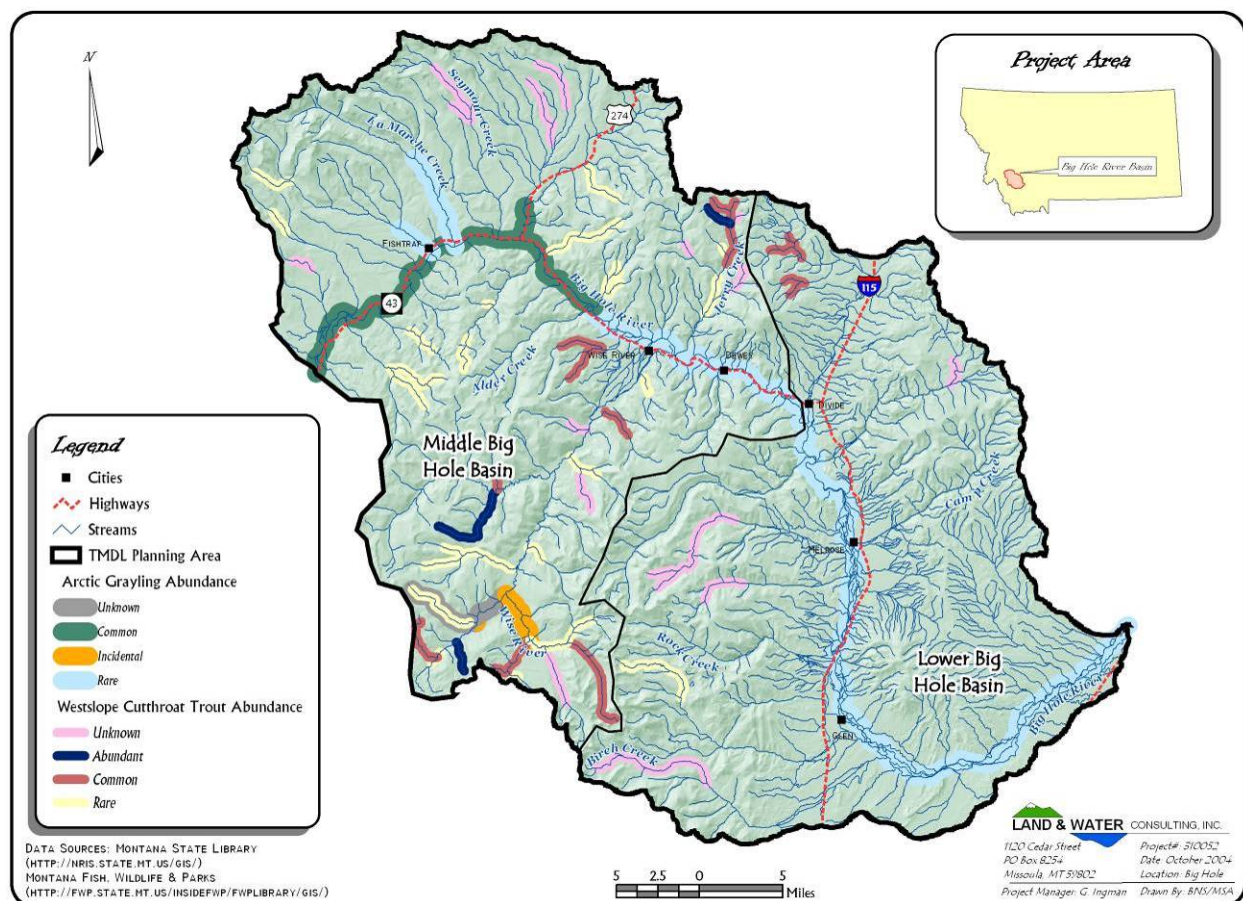 N
Project Area
Big Hole River Basin
274
Seymour Creek
La Marche Creek
FISHTRAP
43
Big Hole River
Jerry Creek
115
WISE RIVER
DEWEY
Alder Creek
DIVIDE
Middle Big
Hole Basin
Camp Creek
MELROSE
Wise River
Rock Creek
Lower Big
Hole Basin
Big Hole River
GLEN
Birch Creek
Legend
Cities
Highways
Streams
TMDL Planning Area
Arctic Grayling Abundance
Unknown
Common
Incidental
Rare
Westslope Cutthroat Trout Abundance
Unknown
Abundant
Common
Rare
DATA SOURCES: MONTANA STATE LIBRARY
(HTTP://NRIS.STATE.MT.US/GIS/)
MONTANA FISH, WILDLIFE & PARKS
(HTTP://FWP.STATE.MT.US/INSIDEFWP/FWPLIBRARY/GIS/)
5 2.5 0 5
Miles
LAND & WATER CONSULTING, INC.
1120 Cedar Street
PO Box 8254
Missoula, MT 59802
Project Manager: G. Ingman
Project#: 310052
Date: October 2004
Location: Big Hole
Drawn By: BNS/MSA